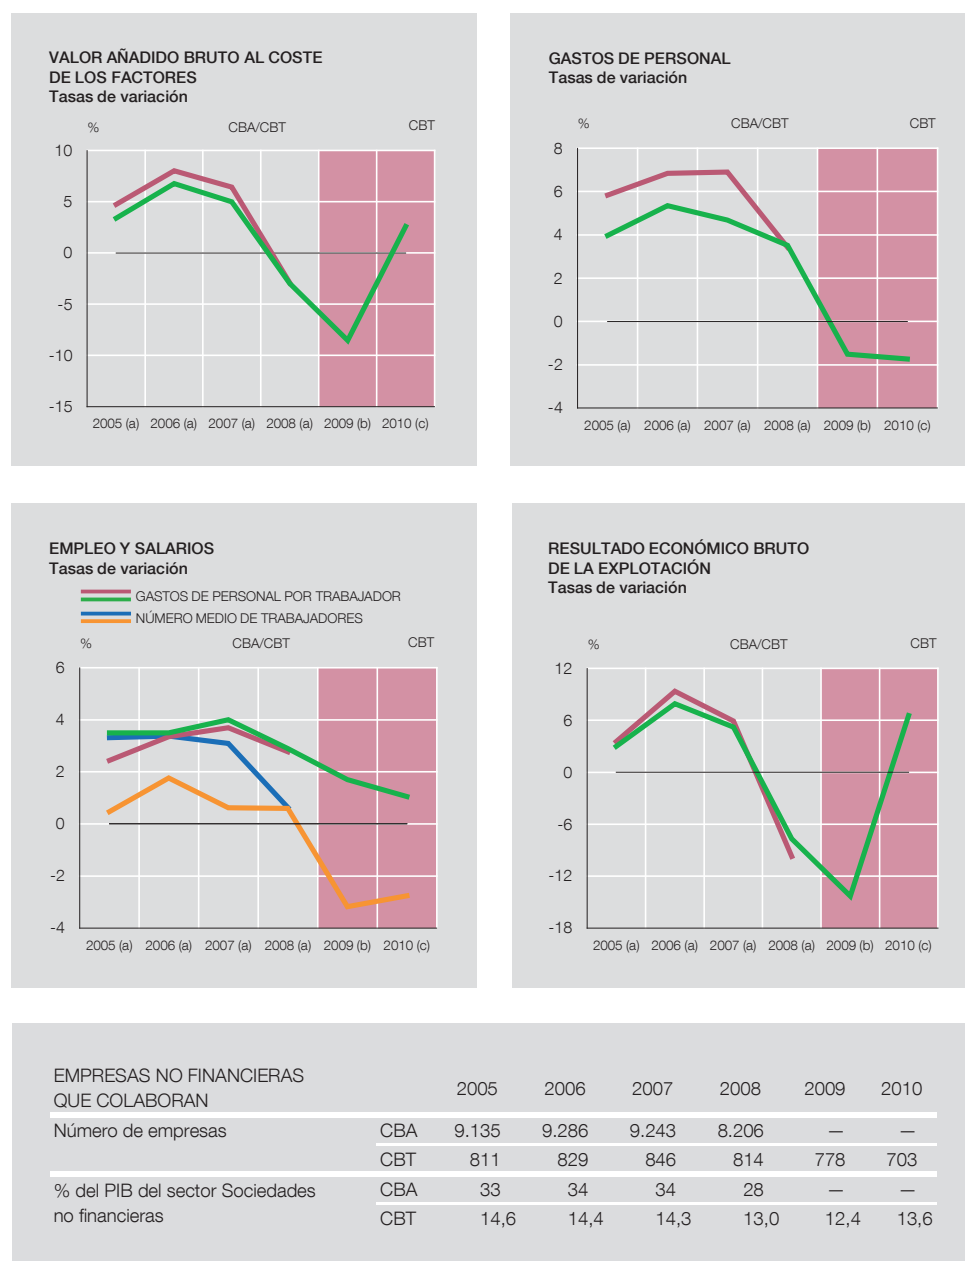 VALOR AÑADIDO BRUTO AL COSTE
DE LOS FACTORES
Tasas de variación
% CBA/CBT CBT
10
5
0
-5
-10
-15
2005 (a) 2006 (a) 2007 (a) 2008 (a) 2009 (b) 2010 (c)
GASTOS DE PERSONAL
Tasas de variación
% CBA/CBT CBT
8
6
4
2
0
-2
-4
2005 (a) 2006 (a) 2007 (a) 2008 (a) 2009 (b) 2010 (c)
EMPLEO Y SALARIOS
Tasas de variación
GASTOS DE PERSONAL POR TRABAJADOR
NÚMERO MEDIO DE TRABAJADORES
% CBA/CBT CBT
6
4
2
0
-2
-4
2005 (a) 2006 (a) 2007 (a) 2008 (a) 2009 (b) 2010 (c)
RESULTADO ECONÓMICO BRUTO
DE LA EXPLOTACIÓN
Tasas de variación
% CBA/CBT CBT
12
6
0
-6
-12
-18
2005 (a) 2006 (a) 2007 (a) 2008 (a) 2009 (b) 2010 (c)
EMPRESAS NO FINANCIERAS
QUE COLABORAN
2005 2006 2007 2008 2009 2010
Número de empresas CBA 9.135 9.286 9.243 8.206 — —
CBT 811 829 846 814 778 703
% del PIB del sector Sociedades CBA 33 34 34 28 — —
no financieras CBT 14,6 14,4 14,3 13,0 12,4 13,6